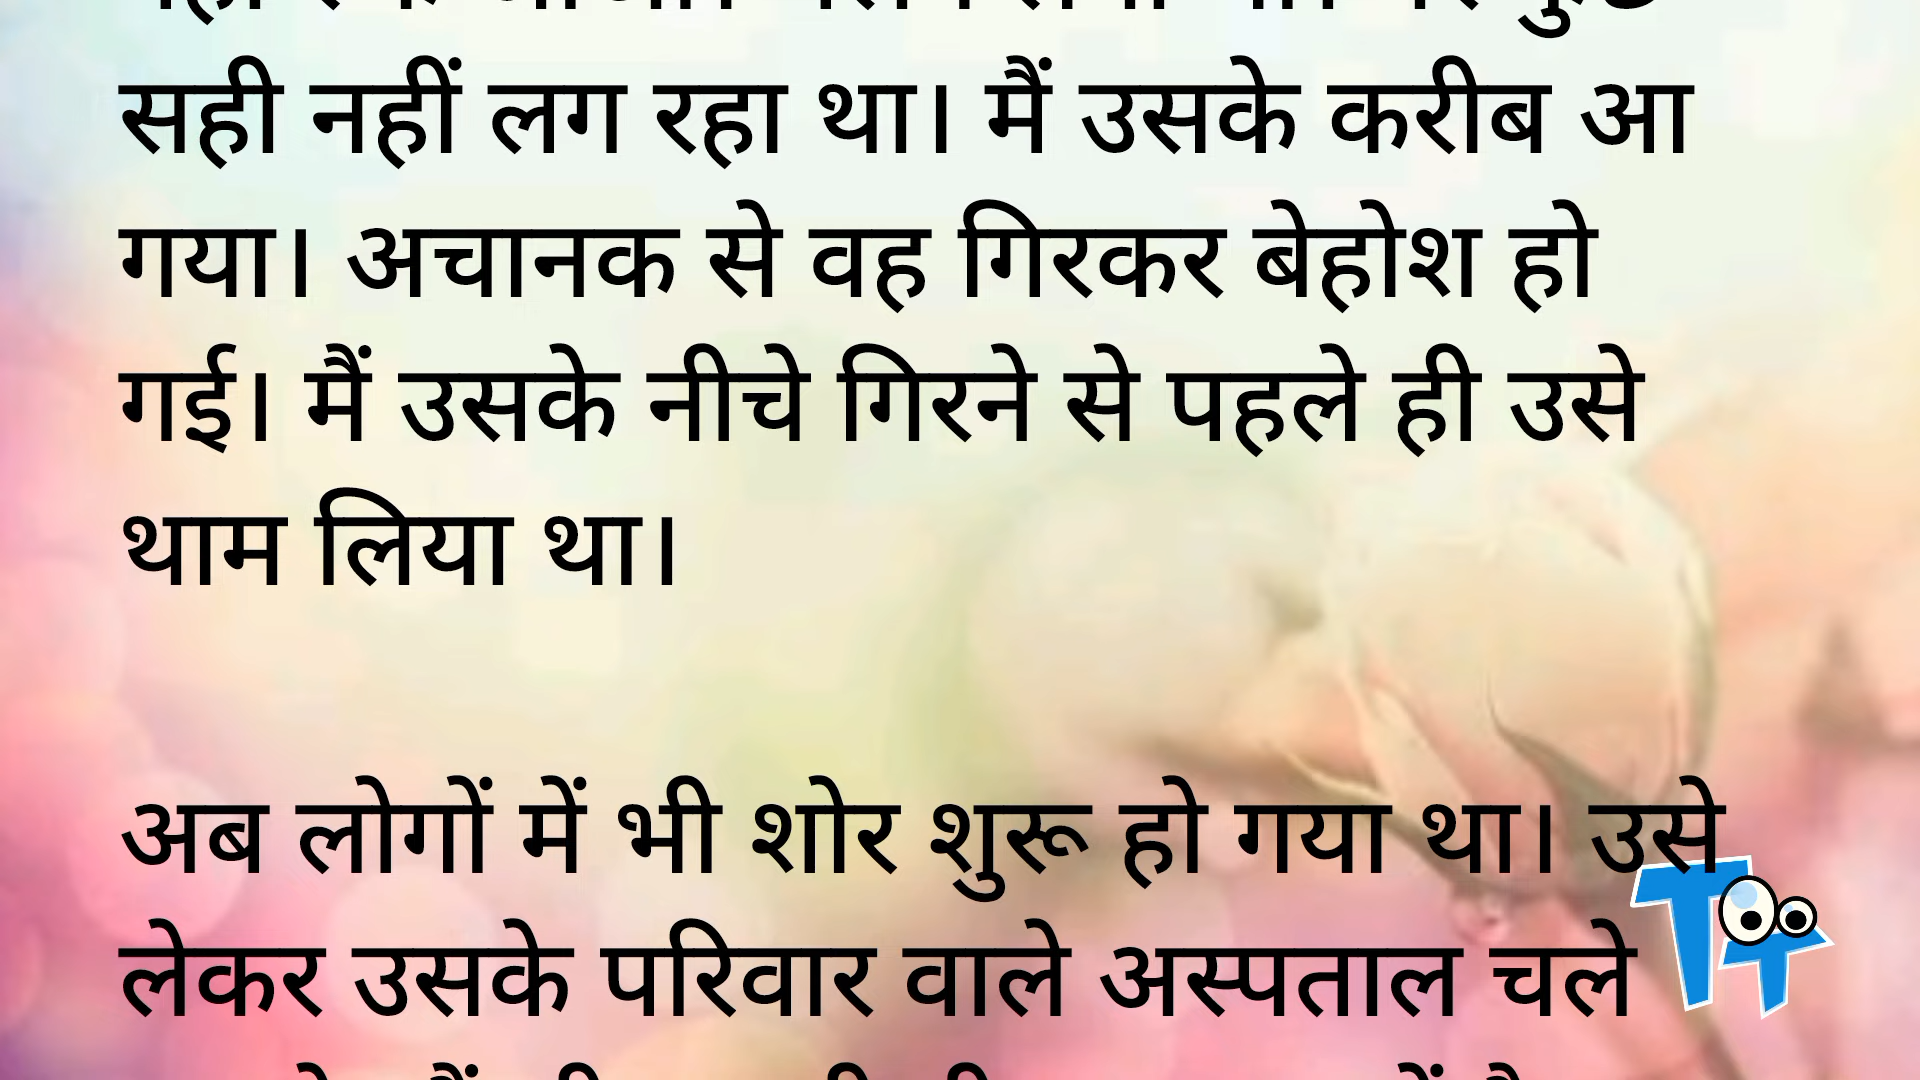 सही नहीं लग रहा था। मैं उसके करीब आ
गया। अचानक से वह गिरकर बेहोश हो
गई। मैं उसके नीचे गिरने से पहले ही उसे
थाम लिया था।
अब लोगों में भी शोर शुरू हो गया था। उसे
लेकर उसके परिवार वाले अस्पताल चले